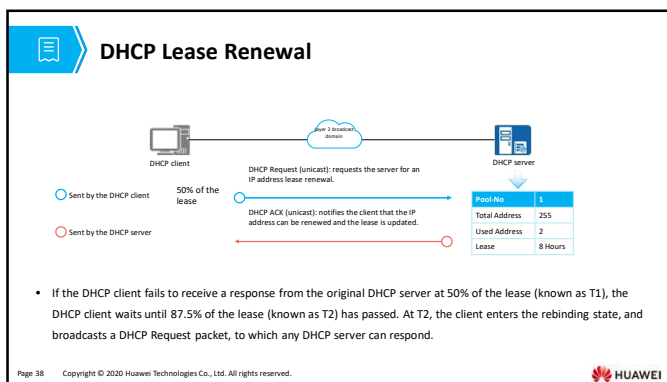 DHCP Lease Renewal
Layer 2 broadcast
domain
DHCP client
DHCP server
DHCP Request (unicast): requests the server for an
IP address lease renewal.
Sent by the DHCP client
50% of the
lease
DHCP ACK (unicast): notifies the client that the IP
address can be renewed and the lease is updated.
Sent by the DHCP server
Pool-No 1
Total Address 255
Used Address 2
Lease 8 Hours
• If the DHCP client fails to receive a response from the original DHCP server at 50% of the lease (known as T1), the
DHCP client waits until 87.5% of the lease (known as T2) has passed. At T2, the client enters the rebinding state, and
broadcasts a DHCP Request packet, to which any DHCP server can respond.
Page 38 Copyright © 2020 Huawei Technologies Co., Ltd. All rights reserved.
HUAWEI